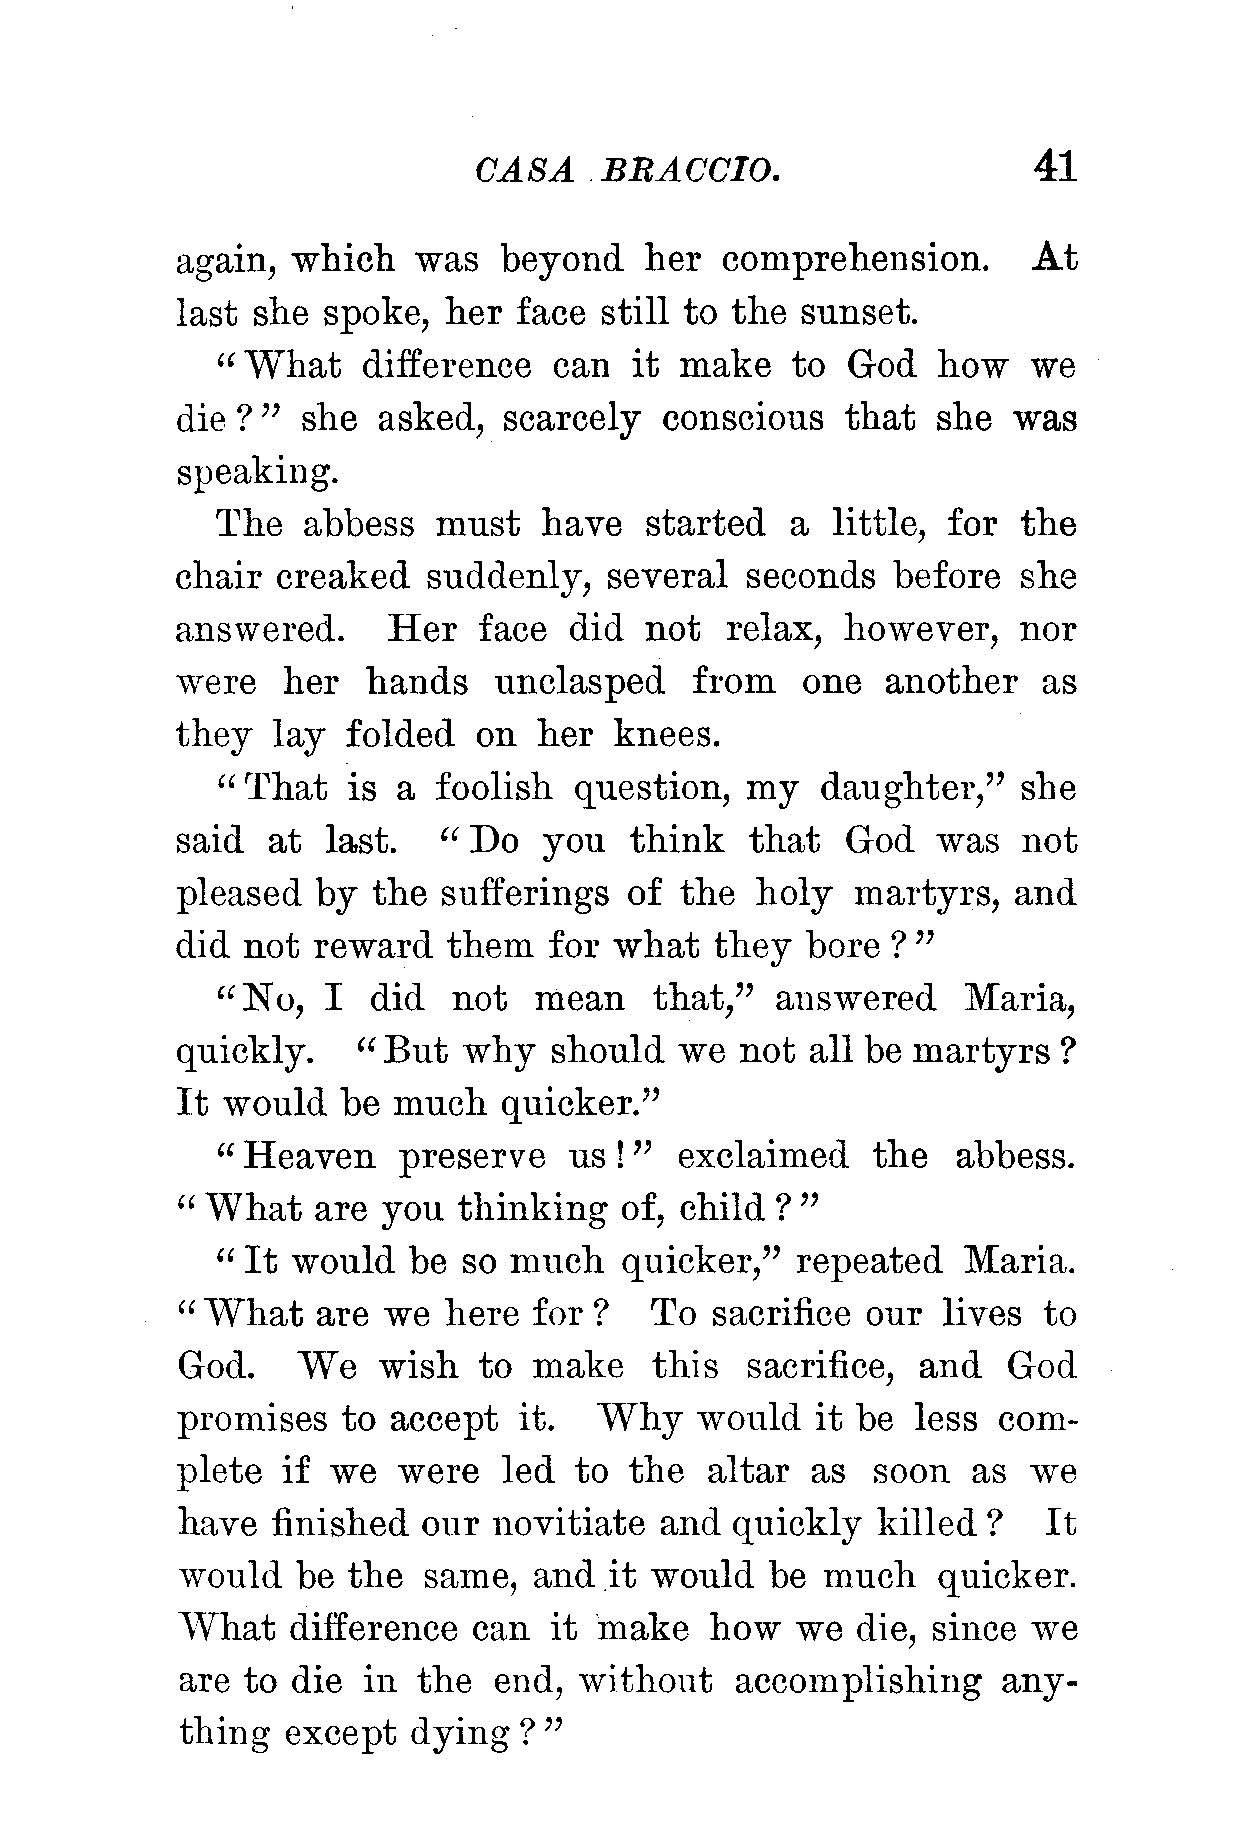 CASA BRACCIO. 41
again, which was beyond her comprehension. At
last she spoke, her face still to the sunset.
“What difference can it make to God how we
die?” she asked, scarcely conscious that she was
speaking.
The abbess must have started a little, for the
chair creaked suddenly, several seconds before she
answered. Her face did not relax, however, nor
were her hands unclasped from one another as
they lay folded on her knees.
“That is a foolish question, my daughter,” she
said at last. “Do you think that God was not
pleased by the sufferings of the holy martyrs, and
did not reward them for what they bore?”
“No, I did not mean that,” answered Maria,
quickly. “But why should we not all be martyrs?
It would be much quicker.”
“Heaven preserve us!” exclaimed the abbess.
“What are you thinking of, child?”
“It would be so much quicker,” repeated Maria.
“What are we here for? To sacrifice our lives to
God. We wish to make this sacrifice, and God
promises to accept it. Why would it be less com-
plete if we were led to the altar as soon as we
have finished our novitiate and quickly killed? It
would be the same, and it would be much quicker.
What difference can it make how we die, since we
are to die in the end, without accomplishing any-
thing except dying?”